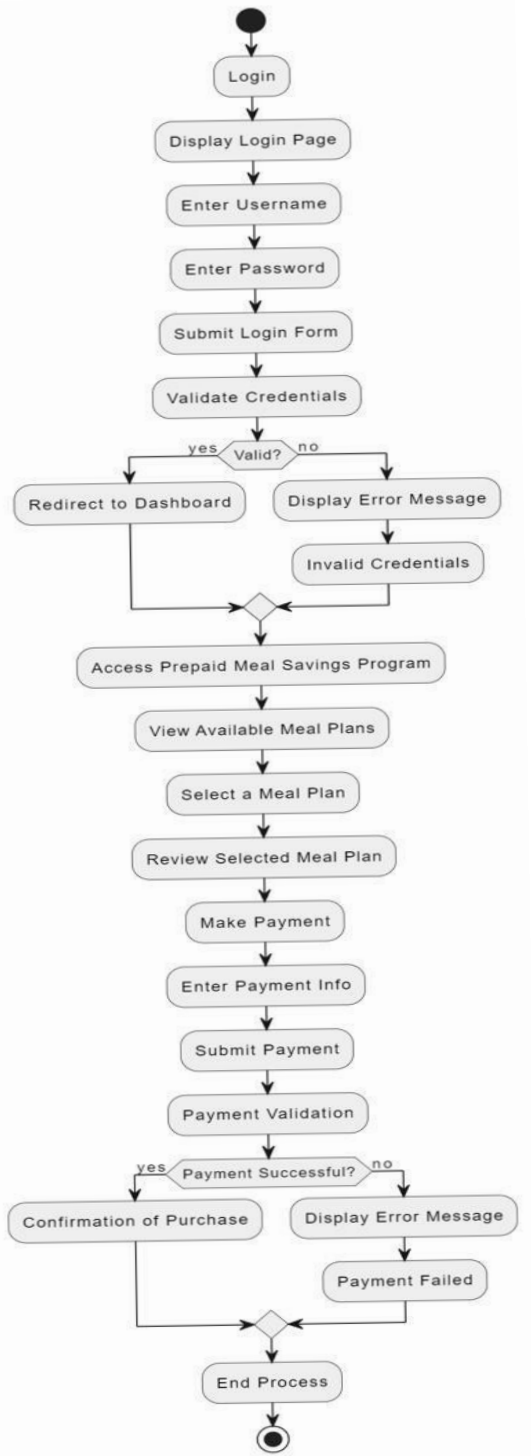 Login
Display Login Page
Enter Username
Enter Password
Submit Login Form
Validate Credentials
yes
Valid?
no
Redirect to Dashboard
Display Error Message
Invalid Credentials
Access Prepaid Meal Savings Program
View Available Meal Plans
Select a Meal Plan
Review Selected Meal Plan
Make Payment
Enter Payment Info
Submit Payment
Payment Validation
yes
Payment Successful?
no
Confirmation of Purchase
Display Error Message
Payment Failed
End Process